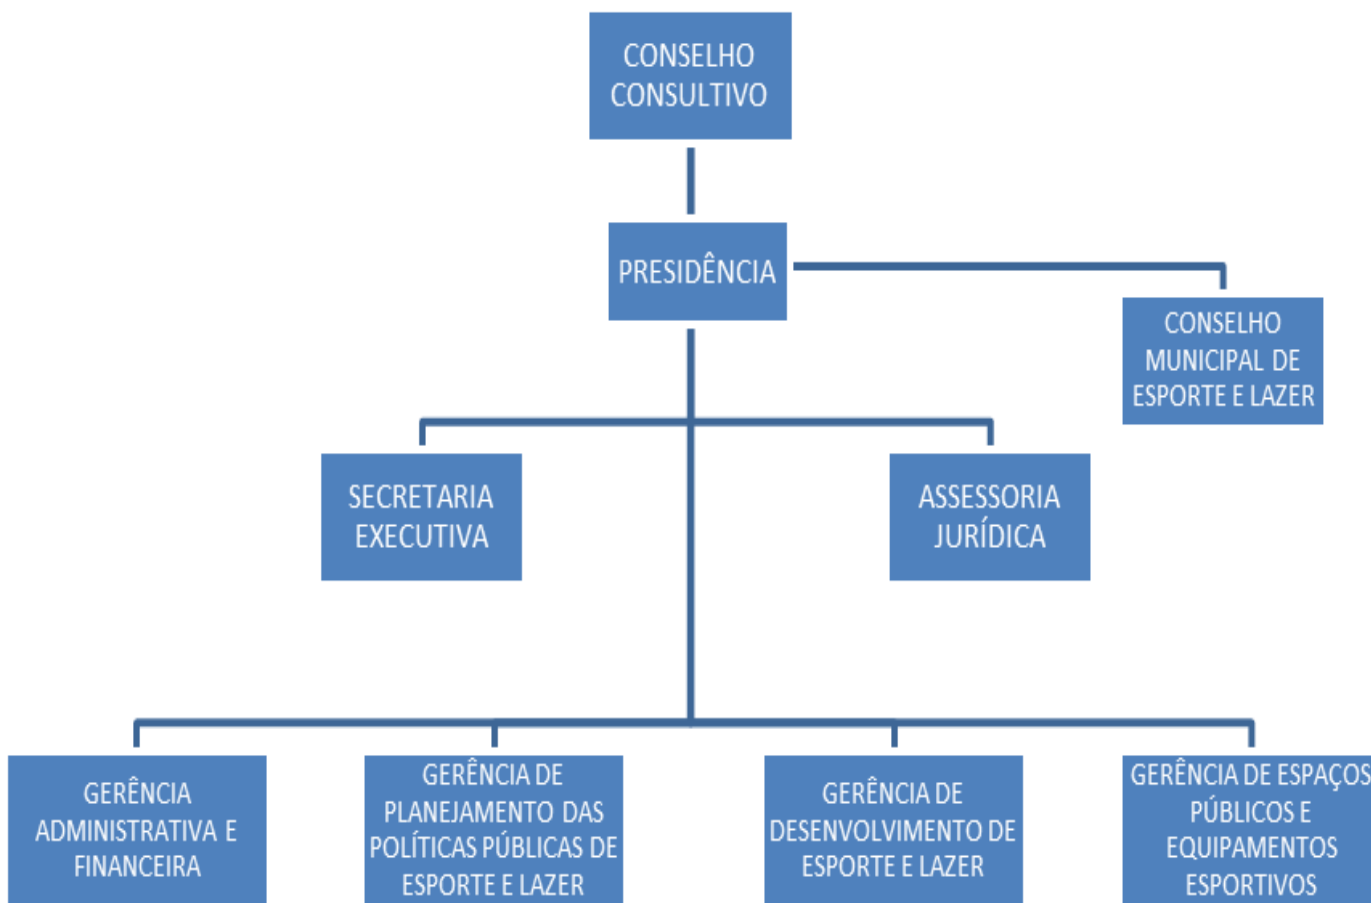 CONSELHO
CONSULTIVO
PRESIDÊNCIA
CONSELHO
MUNICIPAL DE
ESPORTE E LAZER
SECRETARIA
EXECUTIVA
ASSESSORIA
JURÍDICA
GERÊNCIA
ADMINISTRATIVA E
FINANCEIRA
GERÊNCIA DE
PLANEJAMENTO DAS
POLÍTICAS PÚBLICAS DE
ESPORTE E LAZER
GERÊNCIA DE
DESENVOLVIMENTO DE
ESPORTE E LAZER
GERÊNCIA DE ESPAÇOS
PÚBLICOS E
EQUIPAMENTOS
ESPORTIVOS